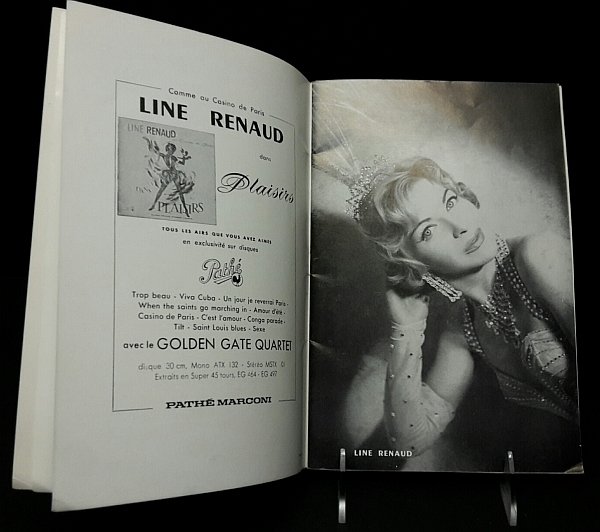 Comme au Casino de Paris
LINE RENAUD
LINE RENAUD
DANS
PLAISIRS
dans
Plaisirs
TOUS LES AIRS QUE VOUS AVEZ AIMÉS
en exclusivité sur disques
Pathé
Trop beau - Viva Cuba - Un jour je reverrai Paris
When the saints go marching in - Amour d'été
Casino de Paris - C'est l'amour - Conga parade
Tilt - Saint Louis blues - Sexe
avec le GOLDEN GATE QUARTET
disque 30 cm, Mono ATX 132 - Stéréo MSTX 01
Extraits en Super 45 tours, EG 464 - EG 497
PATHÉ MARCONI
LINE RENAUD